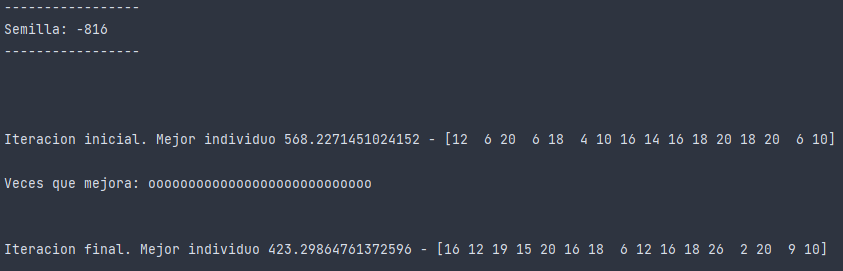 -----------------
Semilla: -816
-----------------
Iteracion inicial. Mejor individuo 568.2271451024152 - [12  6 20  6 18  4 10 16 14 16 18 20 18 20  6 10]
Veces que mejora: oooooooooooooooooooooooooooo
Iteracion final. Mejor individuo 423.29864761372596 - [16 12 19 15 20 16 18  6 12 16 18 26  2 20  9 10]